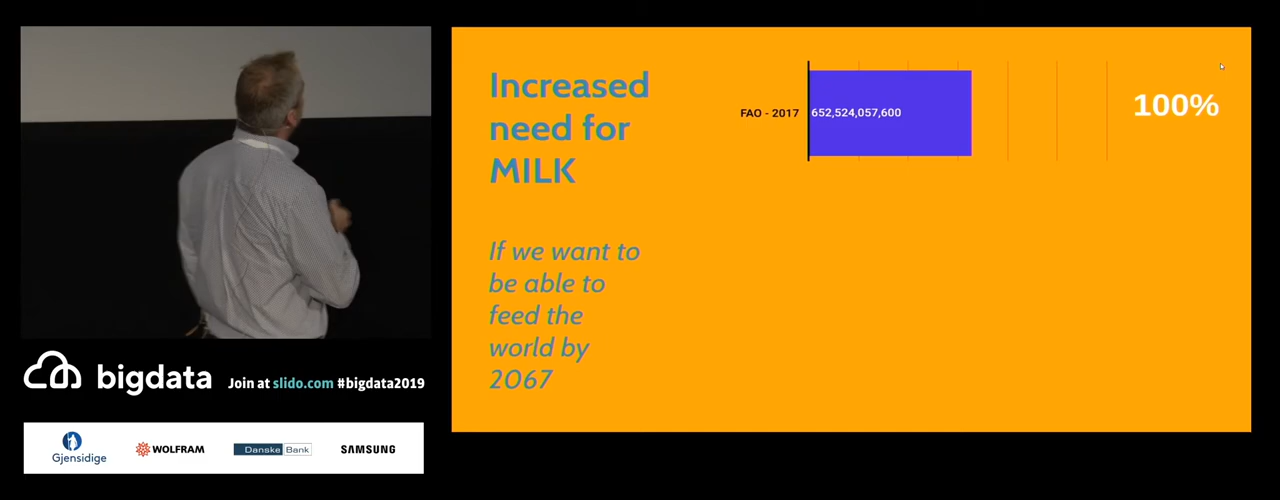 Increased
need for
MILK
If we want to
be able to
feed the
world by
2067
FAO - 2017
652,524,057,600
100%
bigdata
Join at slido.com #bigdata2019
Gjensidige
WOLFRAM
Danske Bank
SAMSUNG